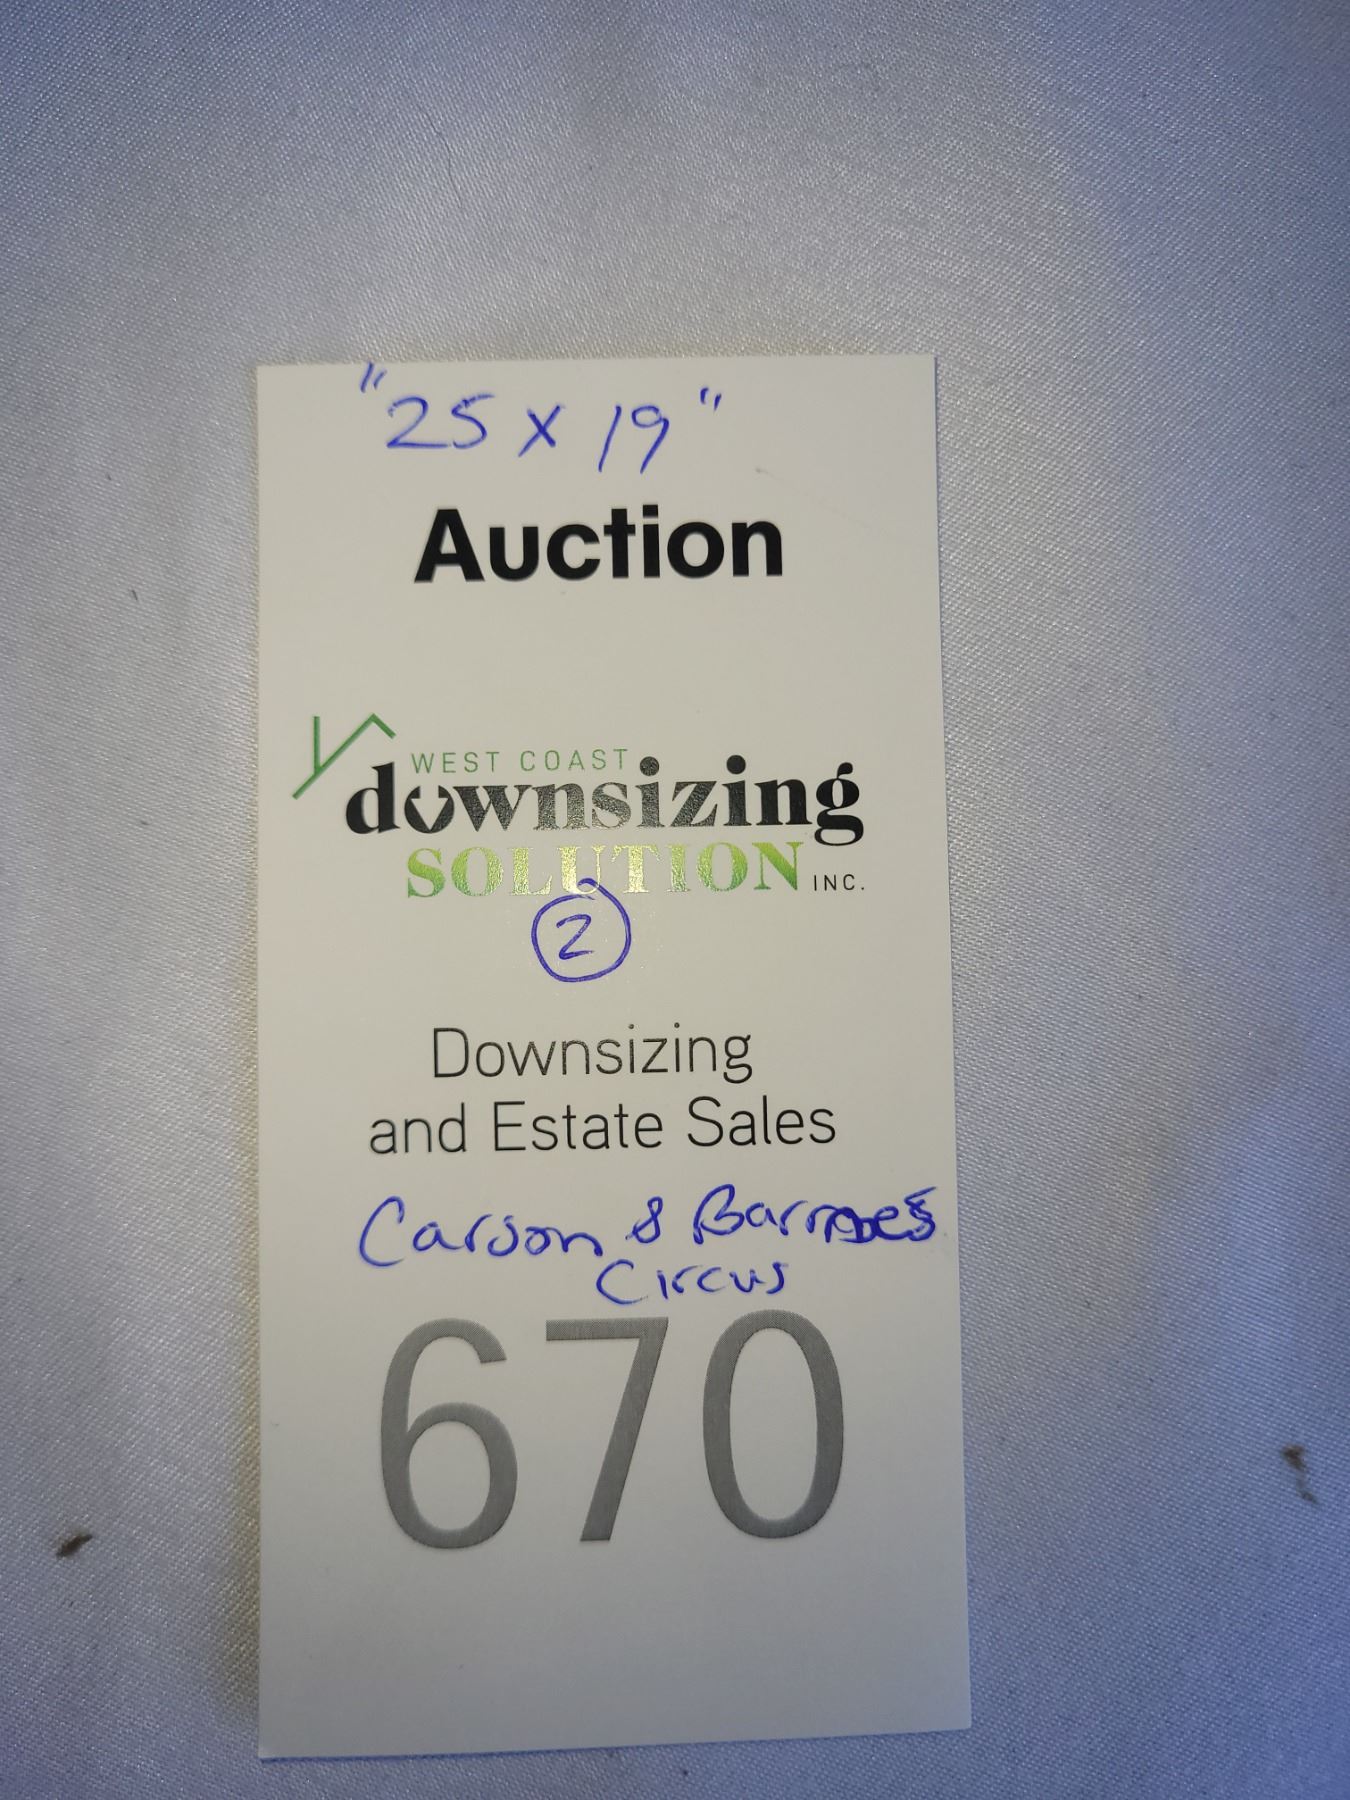 "25 x 19"
Auction
WEST COAST
downsizing
SOLUTION INC.
2
Downsizing
and Estate Sales
Carson & Barnes
Circus
670